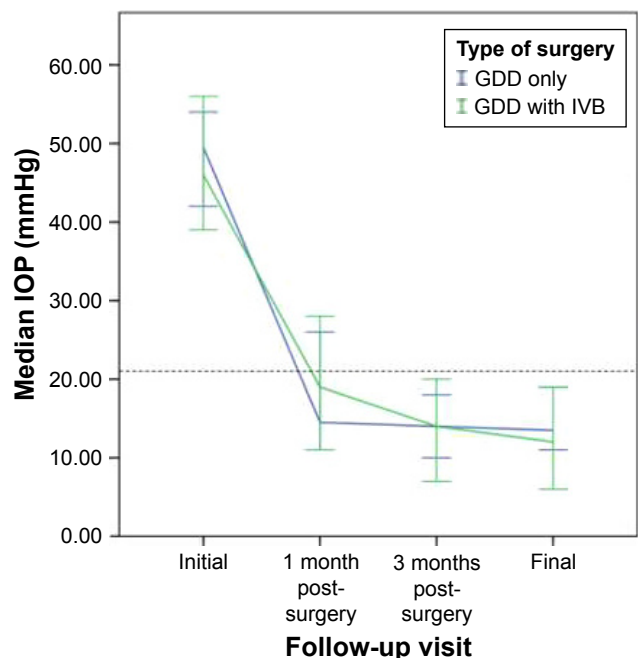 Type of surgery
GDD only
GDD with IVB
Median IOP (mmHg)
60.00
50.00
40.00
30.00
20.00
10.00
0.00
Initial
1 month
post-
surgery
3 months
post-
surgery
Final
Follow-up visit